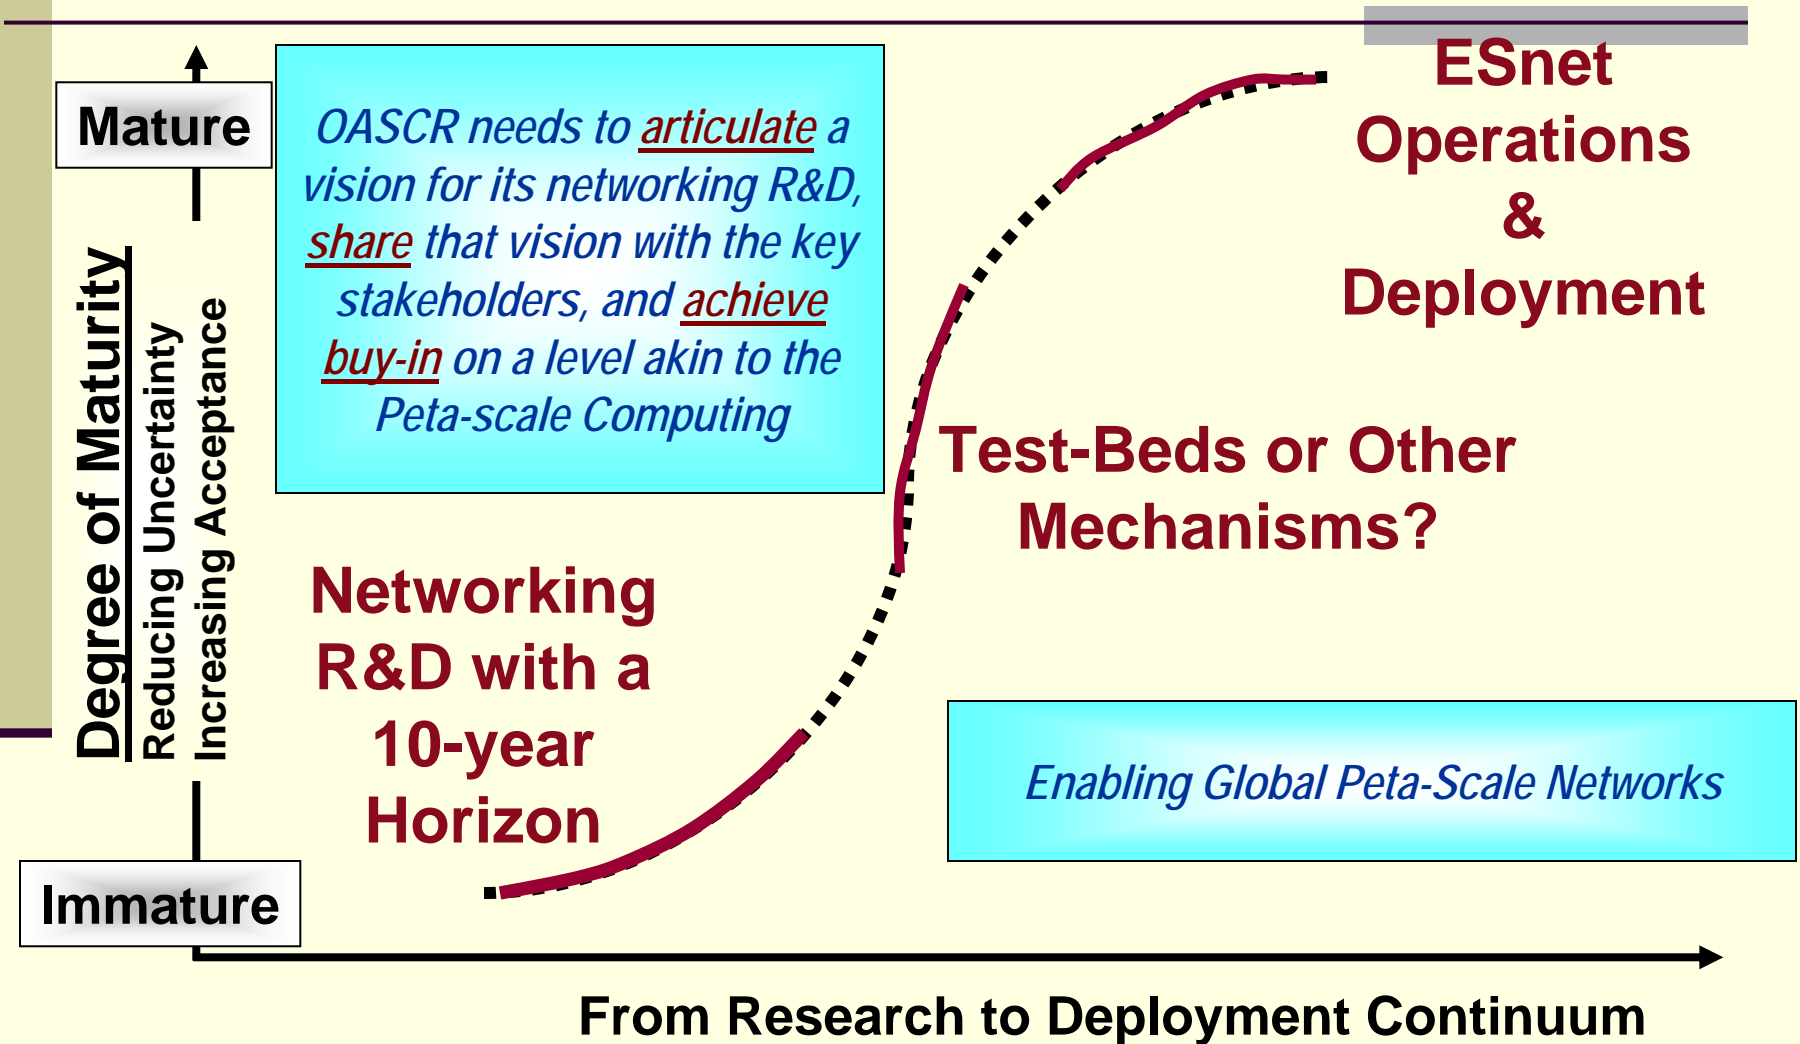 Mature
Degree of Maturity
Reducing Uncertainty
Increasing Acceptance
Immature
OASCR needs to articulate a
vision for its networking R&D,
share that vision with the key
stakeholders, and achieve
buy-in on a level akin to the
Peta-scale Computing
ESnet
Operations
&
Deployment
Test-Beds or Other
Mechanisms?
Networking
R&D with a
10-year
Horizon
Enabling Global Peta-Scale Networks
From Research to Deployment Continuum